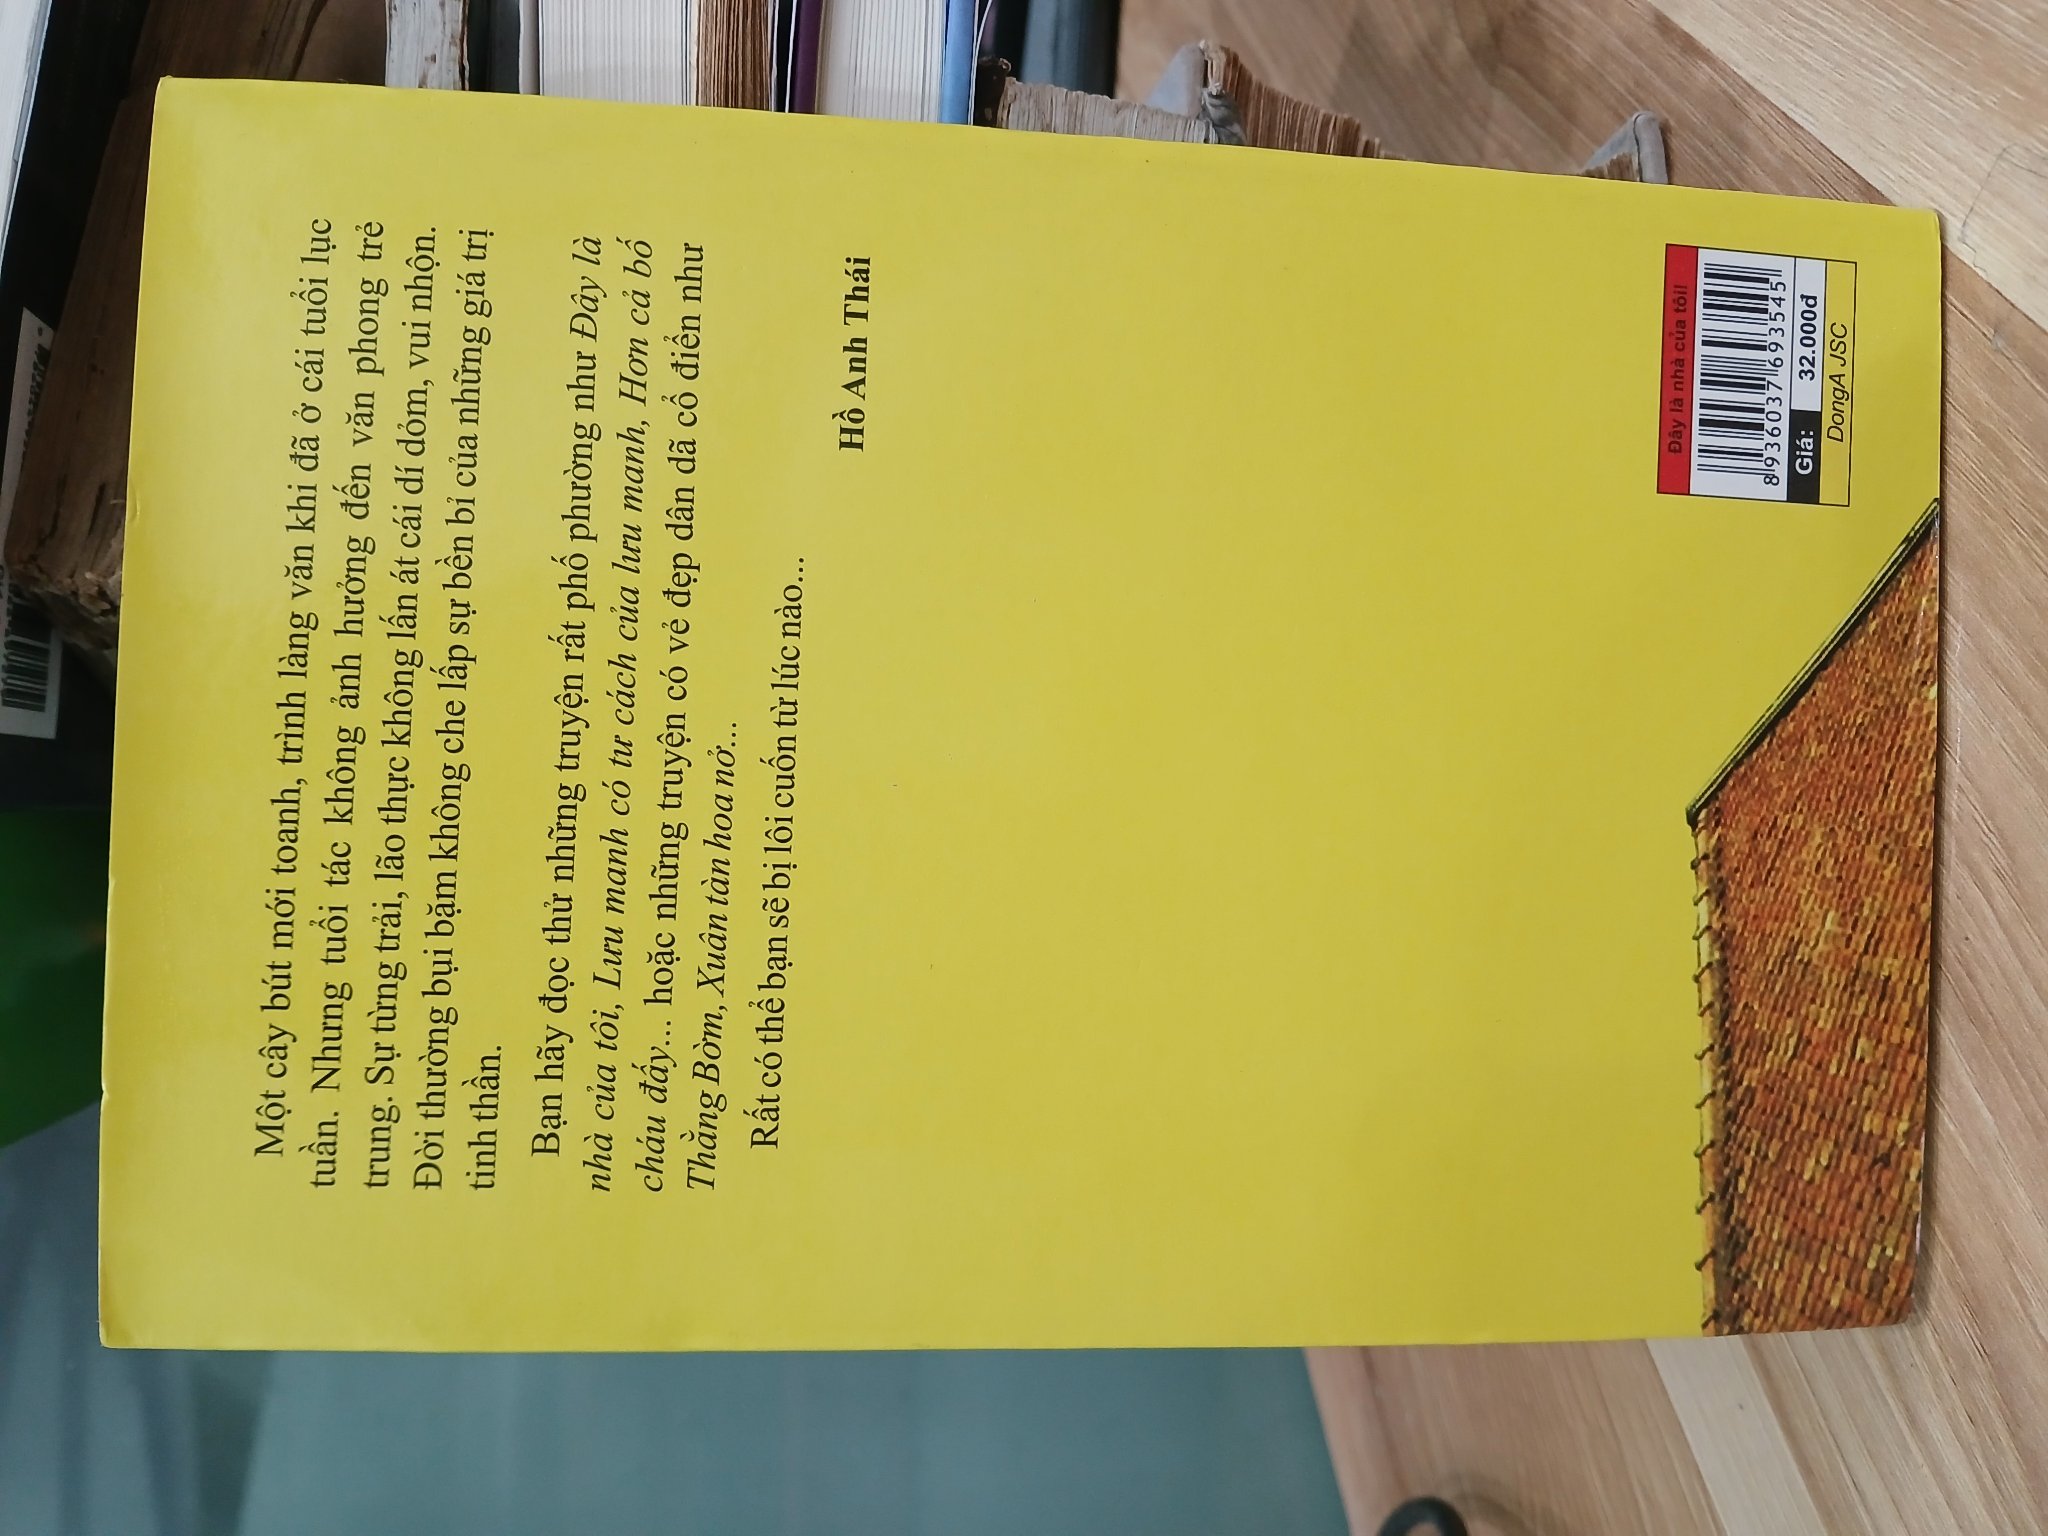 Một cây bút mới toanh, trình làng văn khi đã ở cái tuổi lục
tuần. Nhưng tuổi tác không ảnh hưởng đến văn phong trẻ
trung. Sự từng trải, lão thực không lấn át cái dí dỏm, vui nhộn.
Đời thường bụi bặm không che lấp sự bền bỉ của những giá trị
tinh thần.
Bạn hãy đọc thử những truyện rất phố phường như Đây là
nhà của tôi, Lưu manh có tư cách của lưu manh, Hơn cả bố
cháu đấy... hoặc những truyện có vẻ đẹp dân dã cổ điển như
Thằng Bờm, Xuân tàn hoa nở...
Rất có thể bạn sẽ bị lôi cuốn từ lúc nào...
Hồ Anh Thái
Đây là nhà của tôi!
8936037693545
Giá: 32.000đ
DongA JSC